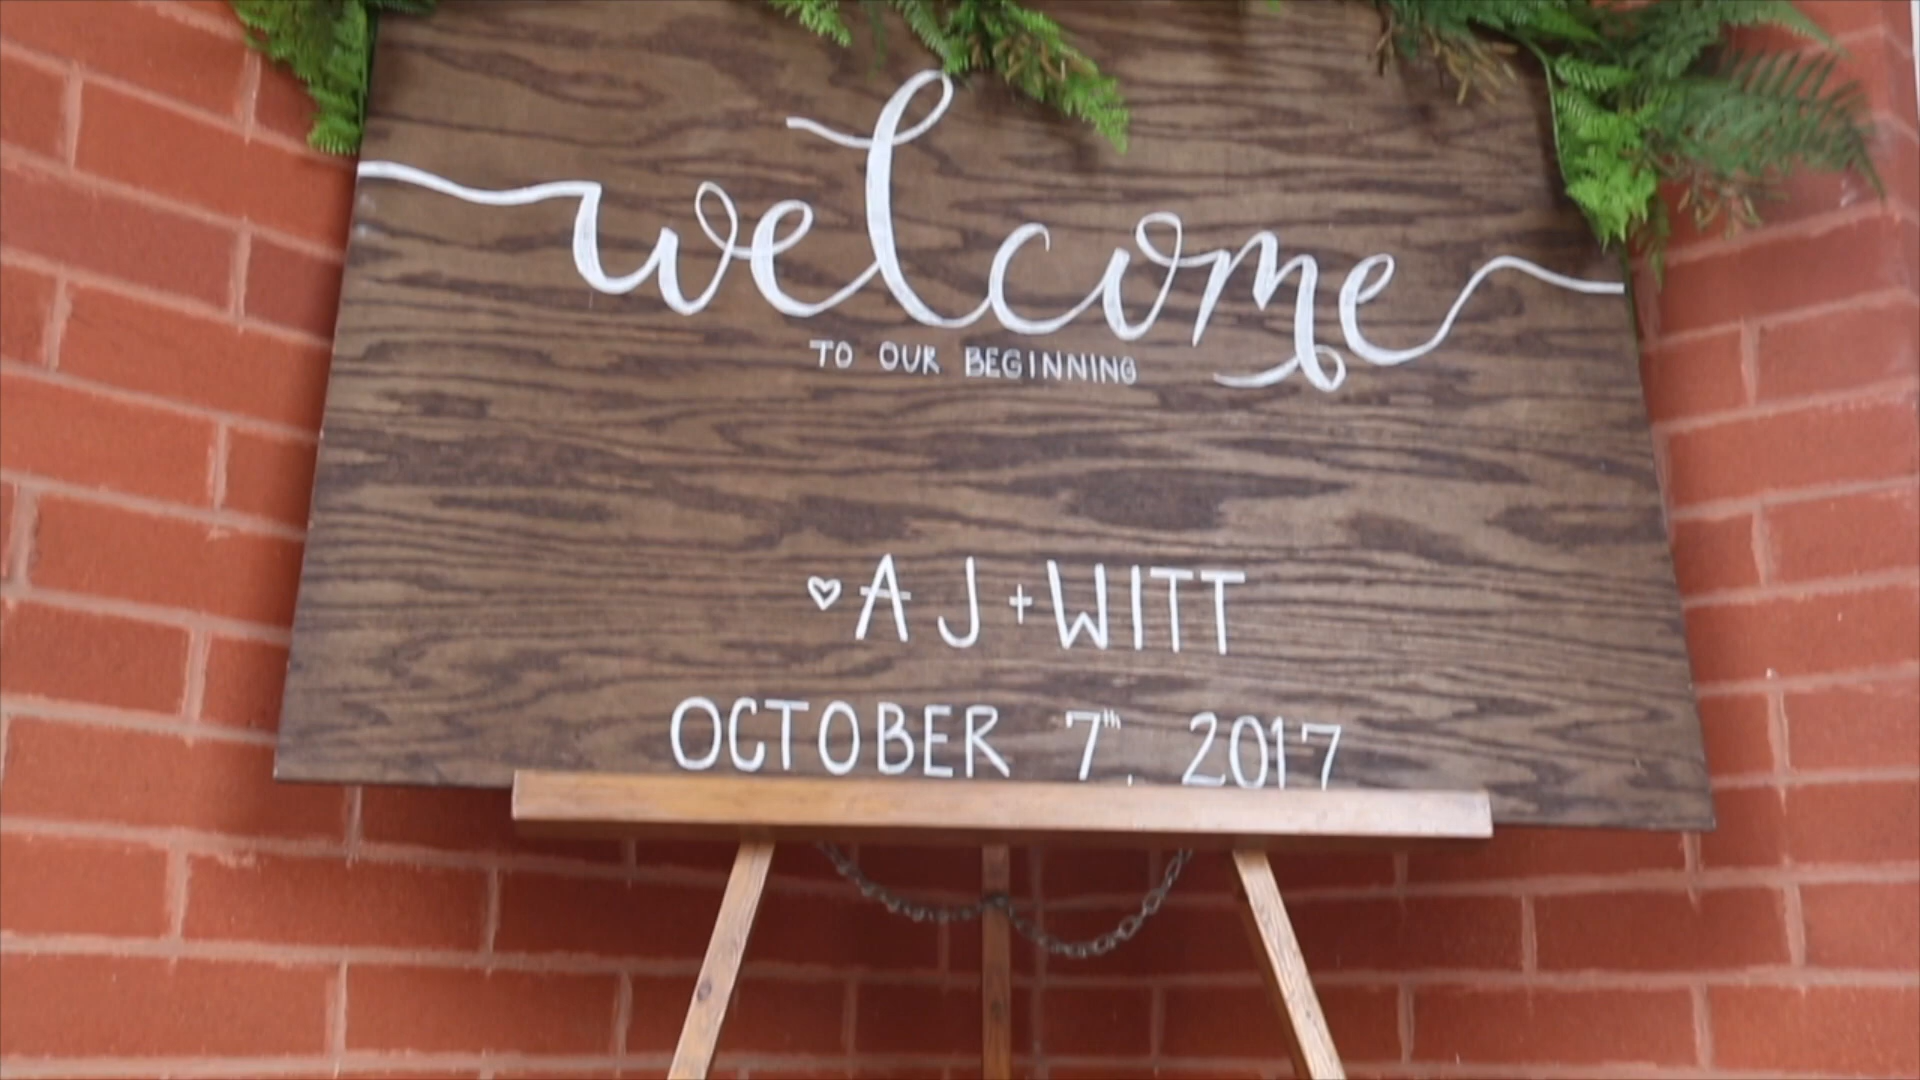 welcome
TO OUR BEGINNING
♡ A J + WITT
OCTOBER 7th, 2017